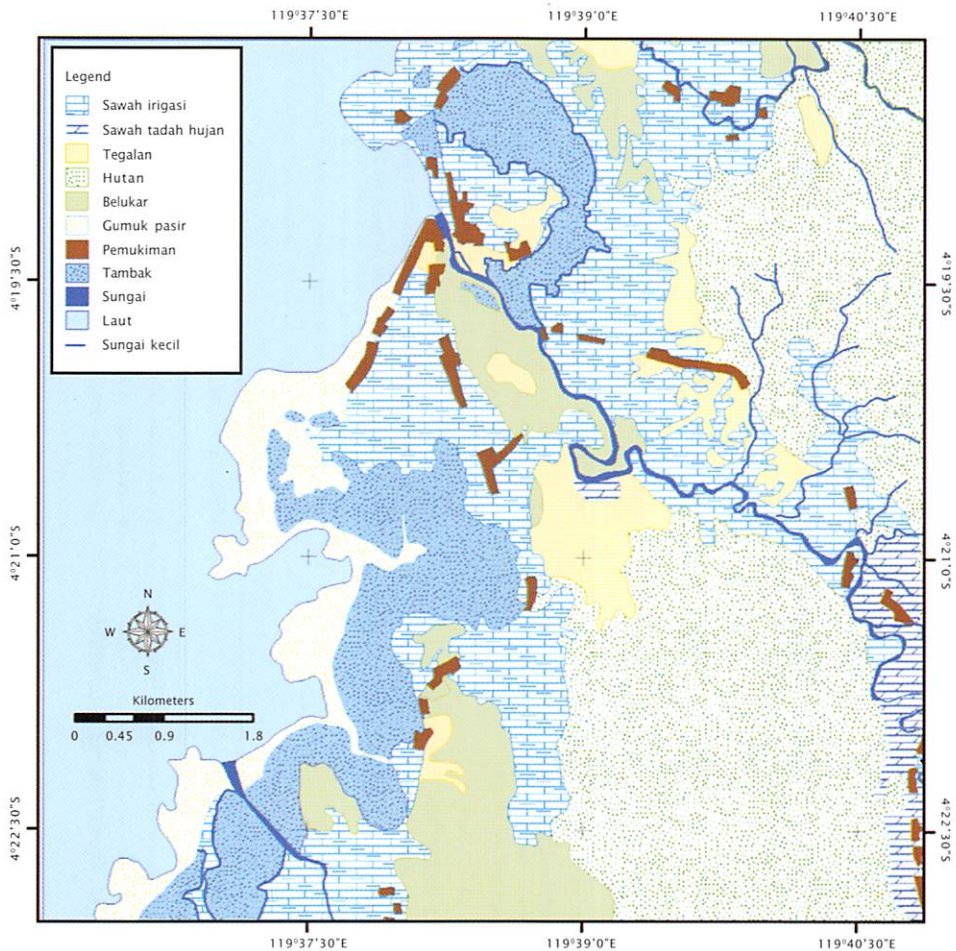 119°37'30"E 119°39'0"E 119°40'30"E
Legend
Sawah irigasi
Sawah tadah hujan
Tegalan
Hutan
Belukar
Gumuk pasir
Pemukiman
Tambak
Sungai
Laut
Sungai kecil
4°19'30"S 4°19'30"S
4°21'0"S 4°21'0"S
N
W E
S
Kilometers
0 0.45 0.9 1.8
4°22'30"S 4°22'30"S
119°37'30"E 119°39'0"E 119°40'30"E